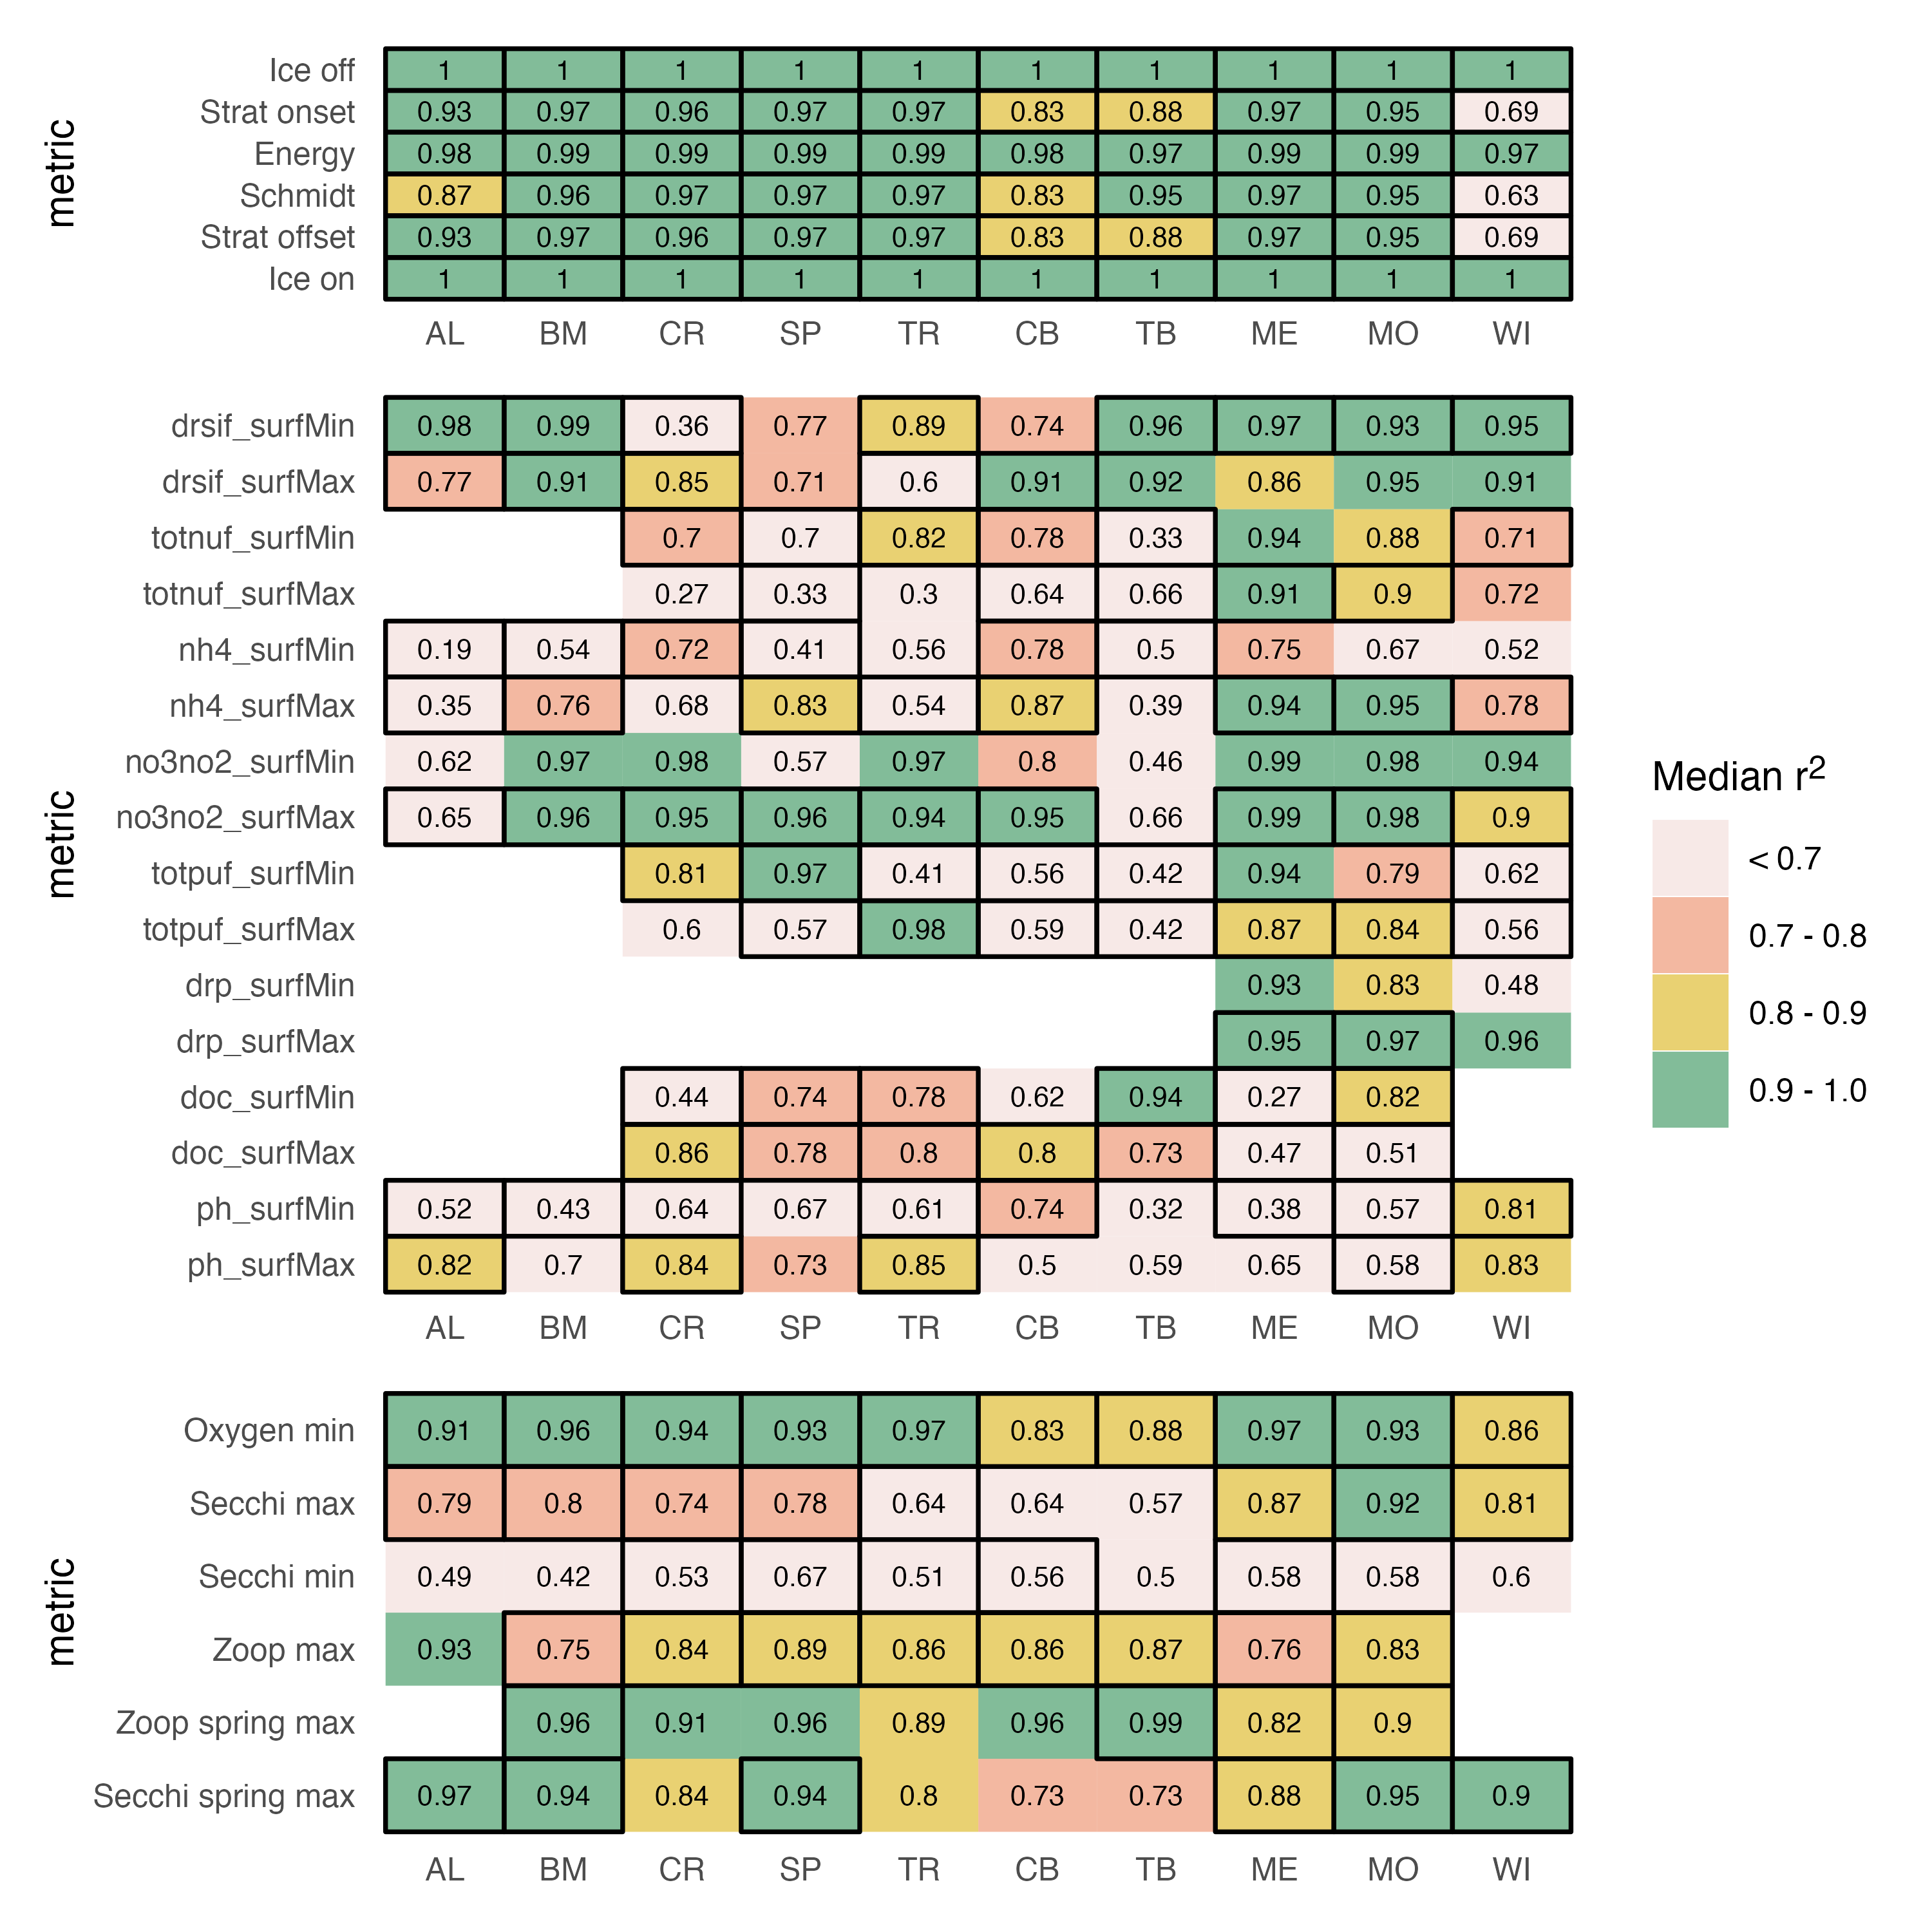 metric
Ice off 1 1 1 1 1 1 1 1 1 1
Strat onset 0.93 0.97 0.96 0.97 0.97 0.83 0.88 0.97 0.95 0.69
Energy 0.98 0.99 0.99 0.99 0.99 0.98 0.97 0.99 0.99 0.97
Schmidt 0.87 0.96 0.97 0.97 0.97 0.83 0.95 0.97 0.95 0.63
Strat offset 0.93 0.97 0.96 0.97 0.97 0.83 0.88 0.97 0.95 0.69
Ice on 1 1 1 1 1 1 1 1 1 1
AL BM CR SP TR CB TB ME MO WI
metric
drsif_surfMin 0.98 0.99 0.36 0.77 0.89 0.74 0.96 0.97 0.93 0.95
drsif_surfMax 0.77 0.91 0.85 0.71 0.6 0.91 0.92 0.86 0.95 0.91
totnuf_surfMin 0.7 0.7 0.82 0.78 0.33 0.94 0.88 0.71
totnuf_surfMax 0.27 0.33 0.3 0.64 0.66 0.91 0.9 0.72
nh4_surfMin 0.19 0.54 0.72 0.41 0.56 0.78 0.5 0.75 0.67 0.52
nh4_surfMax 0.35 0.76 0.68 0.83 0.54 0.87 0.39 0.94 0.95 0.78
no3no2_surfMin 0.62 0.97 0.98 0.57 0.97 0.8 0.46 0.99 0.98 0.94
no3no2_surfMax 0.65 0.96 0.95 0.96 0.94 0.95 0.66 0.99 0.98 0.9
totpuf_surfMin 0.81 0.97 0.41 0.56 0.42 0.94 0.79 0.62
totpuf_surfMax 0.6 0.57 0.98 0.59 0.42 0.87 0.84 0.56
drp_surfMin 0.93 0.83 0.48
drp_surfMax 0.95 0.97 0.96
doc_surfMin 0.44 0.74 0.78 0.62 0.94 0.27 0.82
doc_surfMax 0.86 0.78 0.8 0.8 0.73 0.47 0.51
ph_surfMin 0.52 0.43 0.64 0.67 0.61 0.74 0.32 0.38 0.57 0.81
ph_surfMax 0.82 0.7 0.84 0.73 0.85 0.5 0.59 0.65 0.58 0.83
AL BM CR SP TR CB TB ME MO WI
metric
Oxygen min 0.91 0.96 0.94 0.93 0.97 0.83 0.88 0.97 0.93 0.86
Secchi max 0.79 0.8 0.74 0.78 0.64 0.64 0.57 0.87 0.92 0.81
Secchi min 0.49 0.42 0.53 0.67 0.51 0.56 0.5 0.58 0.58 0.6
Zoop max 0.93 0.75 0.84 0.89 0.86 0.86 0.87 0.76 0.83
Zoop spring max 0.96 0.91 0.96 0.89 0.96 0.99 0.82 0.9
Secchi spring max 0.97 0.94 0.84 0.94 0.8 0.73 0.73 0.88 0.95 0.9
AL BM CR SP TR CB TB ME MO WI
Median r²
< 0.7
0.7 - 0.8
0.8 - 0.9
0.9 - 1.0